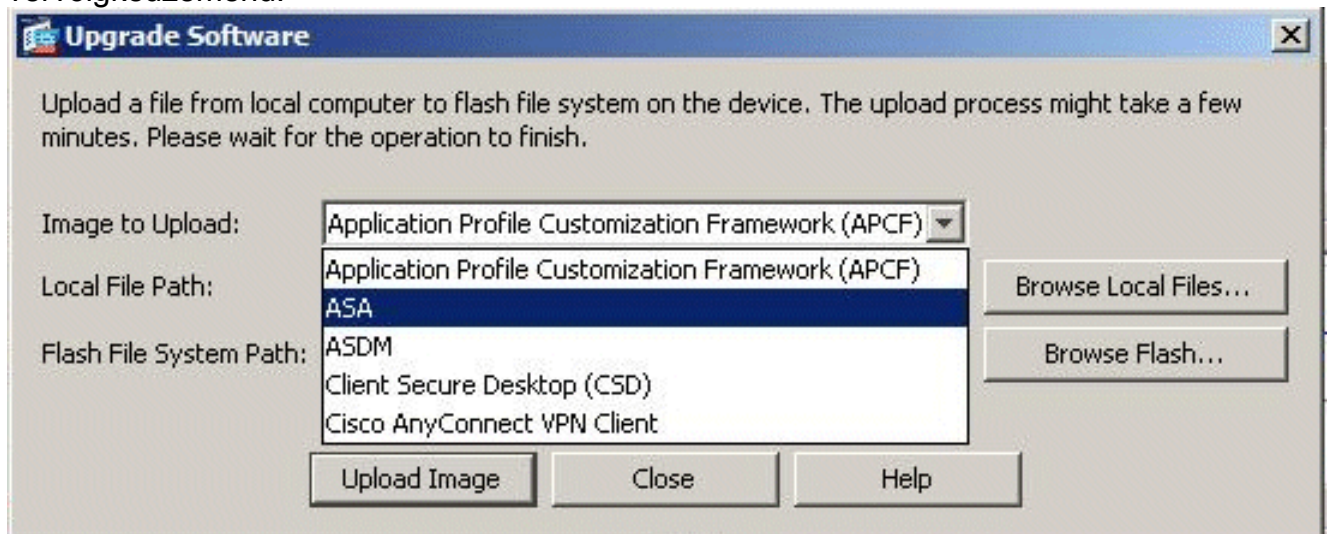 vervolgkeuzemenu.
Upgrade Software
Upload a file from local computer to flash file system on the device. The upload process might take a few
minutes. Please wait for the operation to finish.
Image to Upload:
Application Profile Customization Framework (APCF)
Application Profile Customization Framework (APCF)
Local File Path:
ASA
Browse Local Files...
Flash File System Path:
ASDM
Browse Flash...
Client Secure Desktop (CSD)
Cisco AnyConnect VPN Client
Upload Image
Close
Help